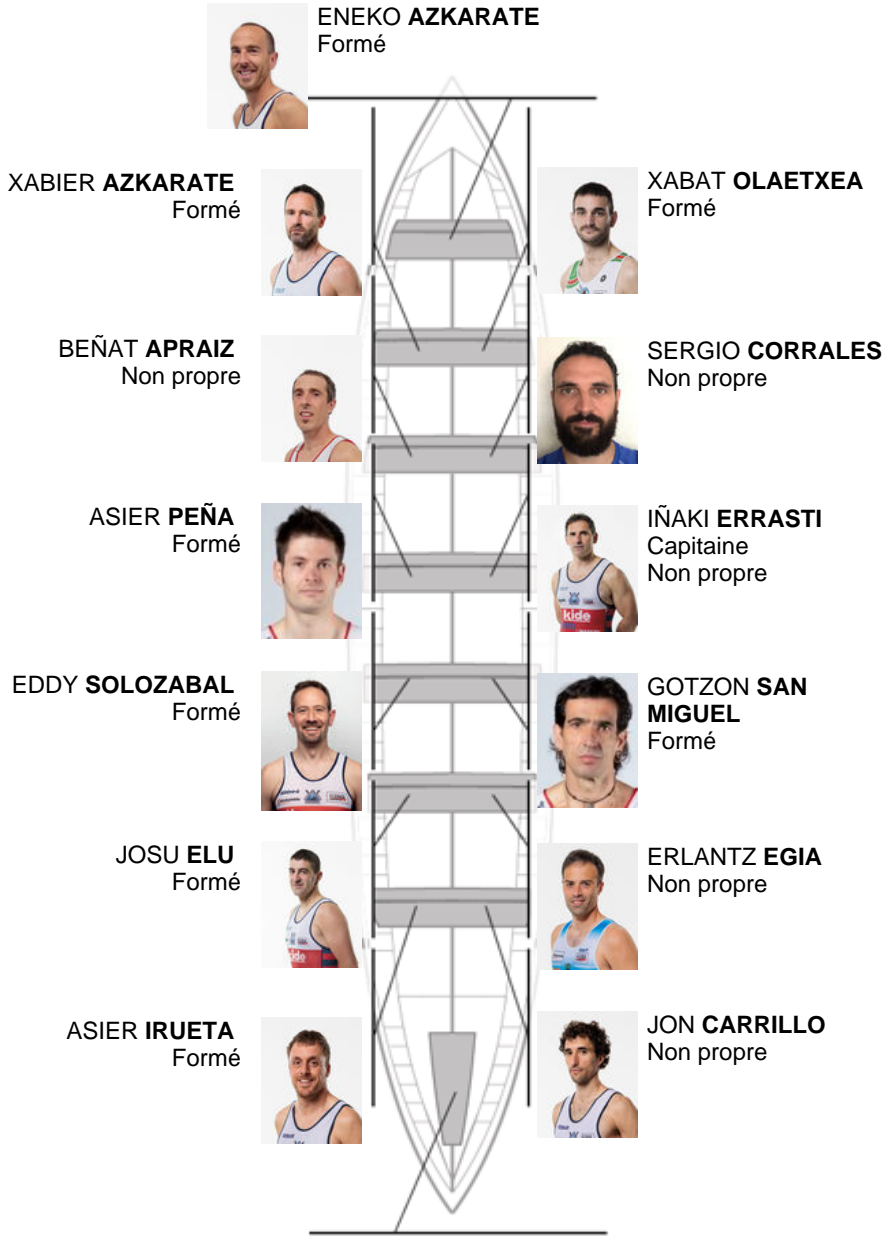 ENEKO AZKARATE
Formé
XABIER AZKARATE
Formé
XABAT OLAETXEA
Formé
BEÑAT APRAIZ
Non propre
SERGIO CORRALES
Non propre
ASIER PEÑA
Formé
IÑAKI ERRASTI
Capitaine
Non propre
kide
EDDY SOLOZABAL
Formé
GOTZON SAN
MIGUEL
Formé
JOSU ELU
Formé
kide
ERLANTZ EGIA
Non propre
ASIER IRUETA
Formé
JON CARRILLO
Non propre